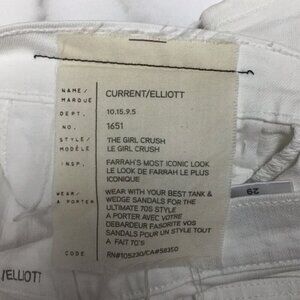 NAME/ CURRENT/ELLIOTT
MARQUE
DEPT. 10.15.9.5
NO. 1651
STYLE/ THE GIRL CRUSH
MODÈLE LE GIRL CRUSH
INSP. FARRAH'S MOST ICONIC LOOK
LE LOOK DE FARRAH LE PLUS
ICONIQUE
WEAR/ WEAR WITH YOUR BEST TANK &
A PORTER WEDGE SANDALS FOR THE
ULTIMATE 70S STYLE
A PORTER AVEC VOTRE
DEBARDEUR FAVORITE VOS
SANDALS POUR UN STYLE TOUT
A FAIT 70'S
CODE RN#105230/CA#58350
/ELLIOTT
29